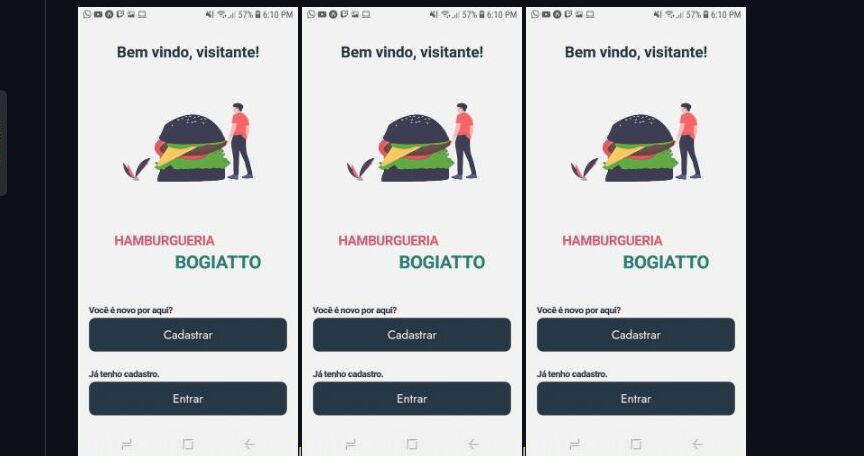 57% 6:10 PM
Bem vindo, visitante!
HAMBURGUERIA
BOGIATTO
Você é novo por aqui?
Cadastrar
Já tenho cadastro.
Entrar
57% 6:10 PM
Bem vindo, visitante!
HAMBURGUERIA
BOGIATTO
Você é novo por aqui?
Cadastrar
Já tenho cadastro.
Entrar
57% 6:10 PM
Bem vindo, visitante!
HAMBURGUERIA
BOGIATTO
Você é novo por aqui?
Cadastrar
Já tenho cadastro.
Entrar